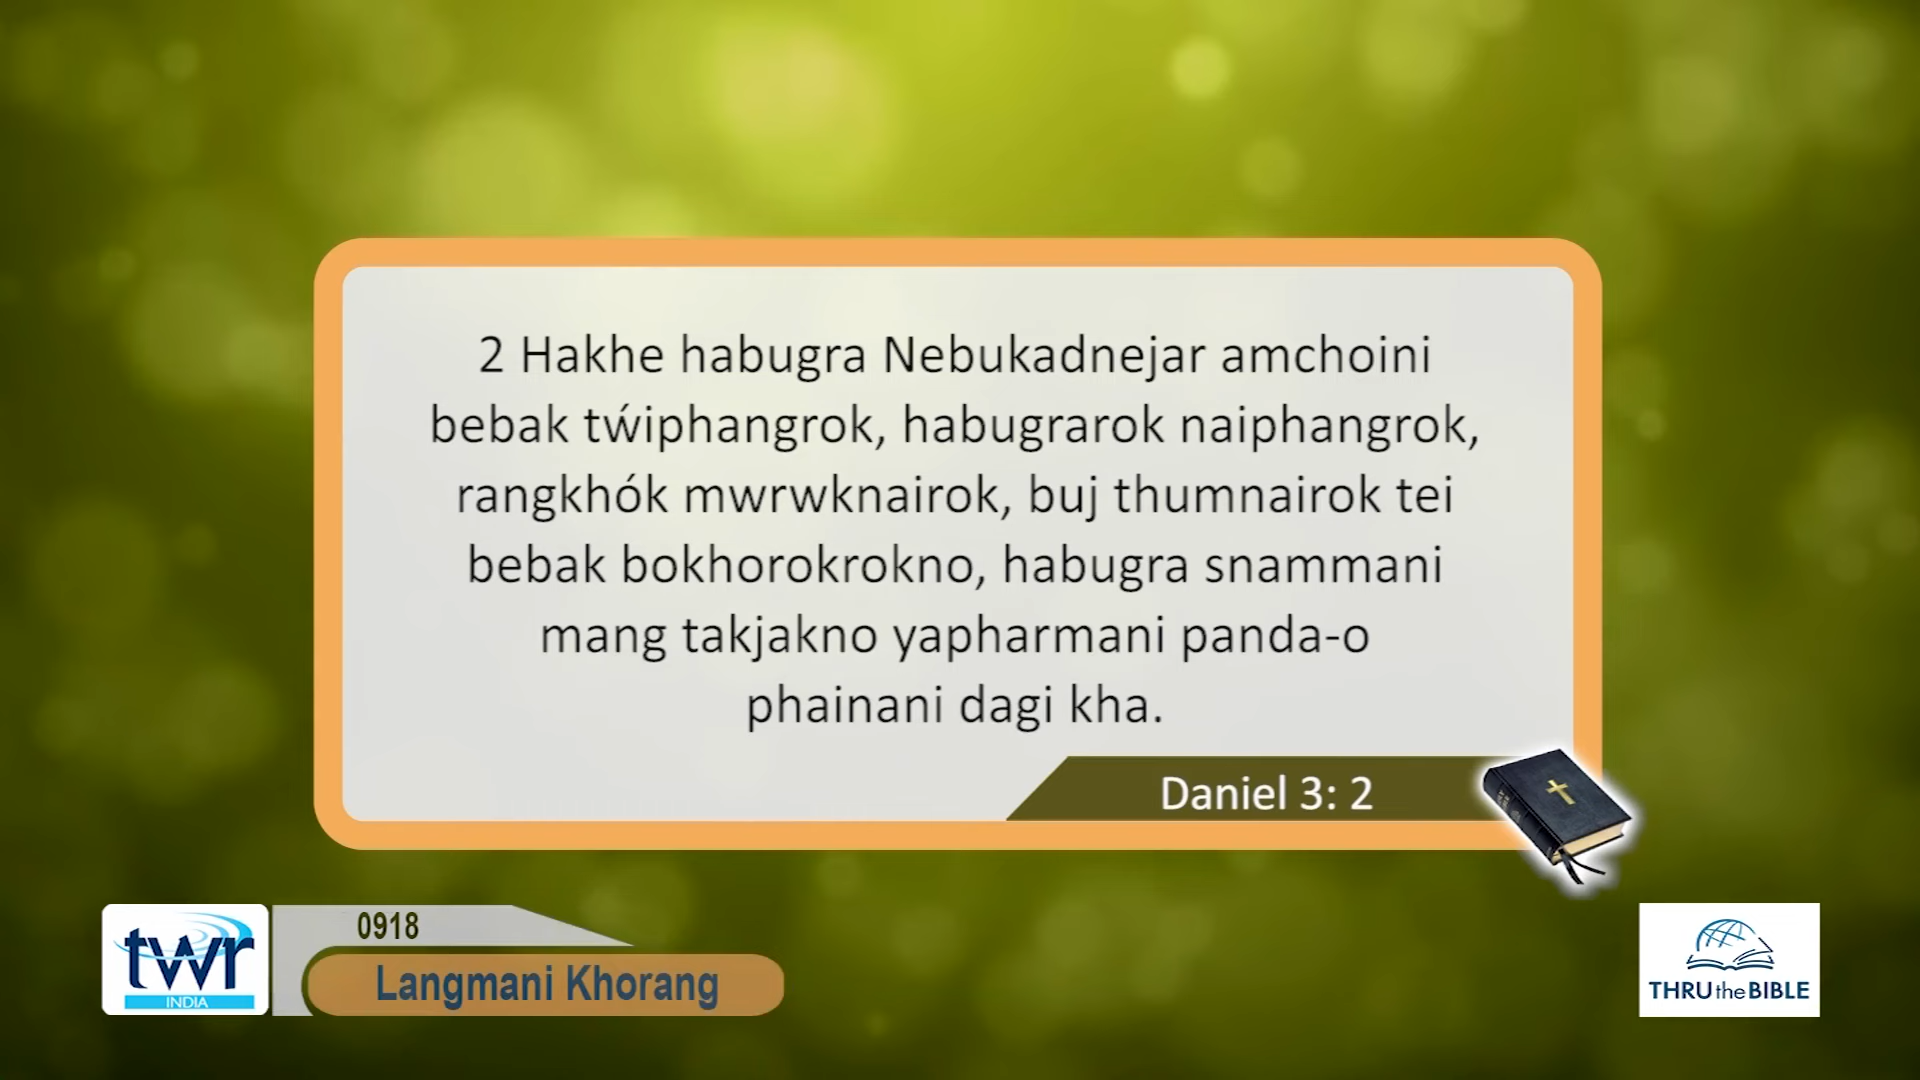 2 Hakhe habugra Nebukadnejar amchoini
bebak tẃiphangrok, habugrarok naiphangrok,
rangkhók mwrwknairok, buj thumnairok tei
bebak bokhorokrokno, habugra snammani
mang takjakno yapharmani panda-o
phainani dagi kha.
Daniel 3: 2
twr
INDIA
0918
Langmani Khorang
THRU the BIBLE